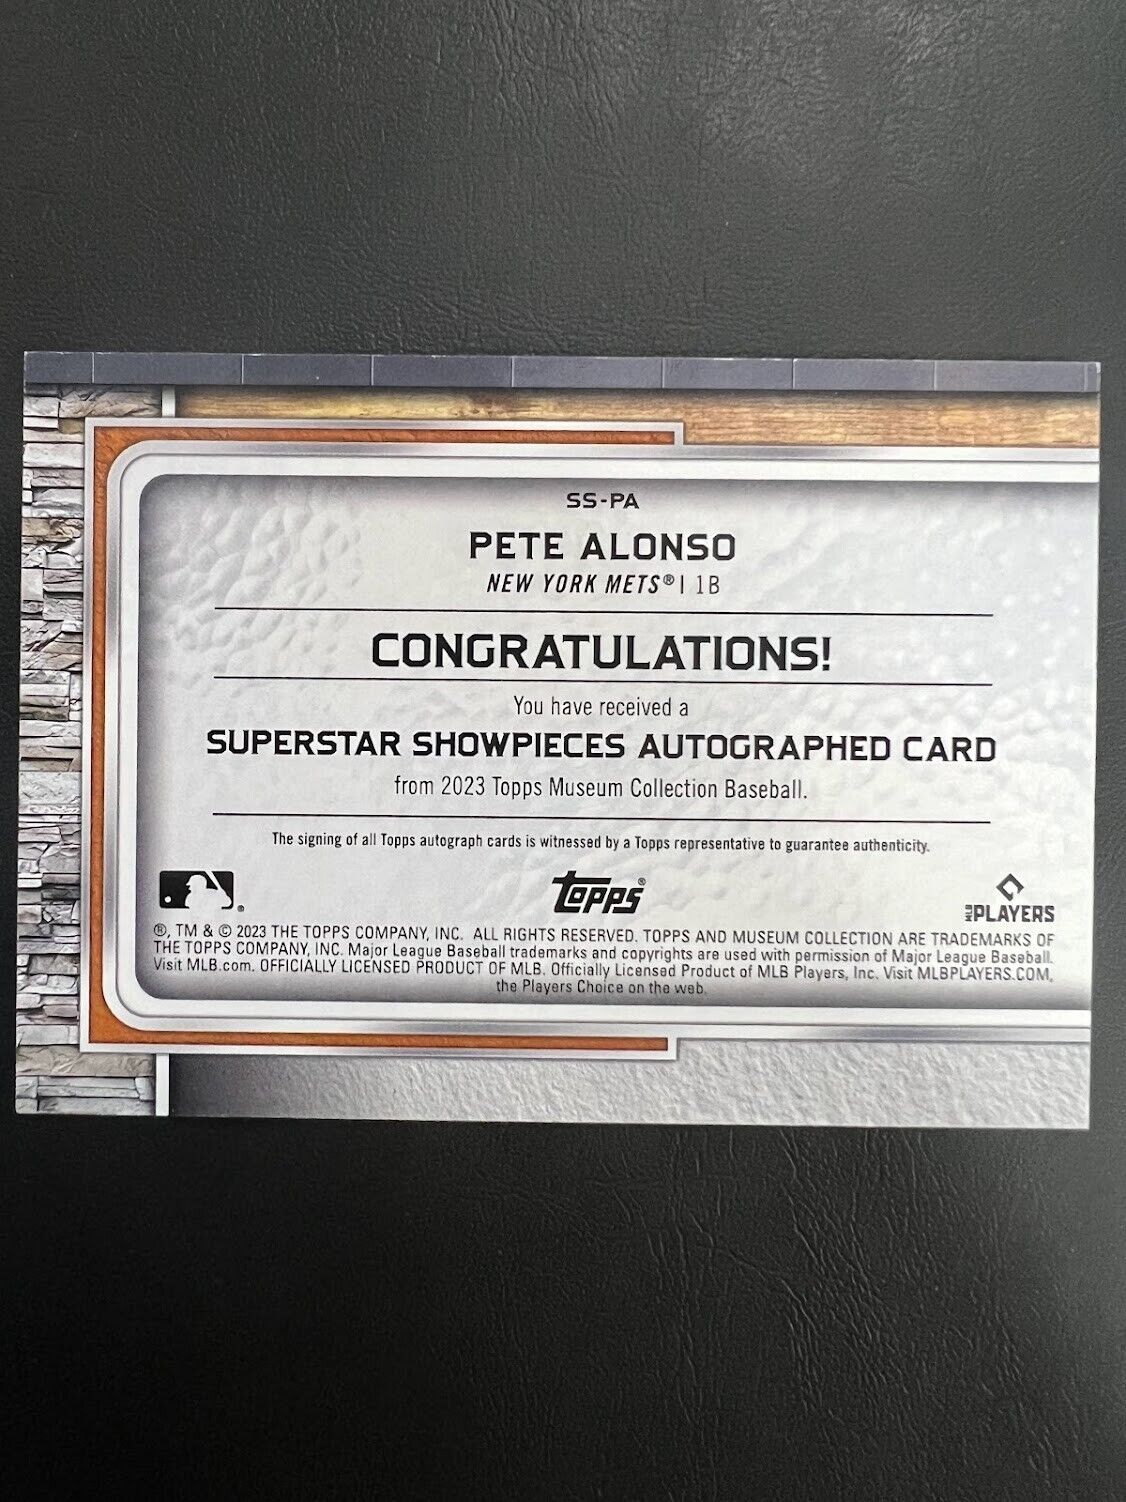 SS-PA
PETE ALONSO
NEW YORK METS® | 1B
CONGRATULATIONS!
You have received a
SUPERSTAR SHOWPIECES AUTOGRAPHED CARD
from 2023 Topps Museum Collection Baseball.
The signing of all Topps autograph cards is witnessed by a Topps representative to guarantee authenticity.
® topps® MLB PLAYERS
®, TM & © 2023 THE TOPPS COMPANY, INC. ALL RIGHTS RESERVED. TOPPS AND MUSEUM COLLECTION ARE TRADEMARKS OF
THE TOPPS COMPANY, INC. Major League Baseball trademarks and copyrights are used with permission of Major League Baseball.
Visit MLB.com. OFFICIALLY LICENSED PRODUCT OF MLB. Officially Licensed Product of MLB Players, Inc. Visit MLBPLAYERS.COM,
the Players Choice on the web.